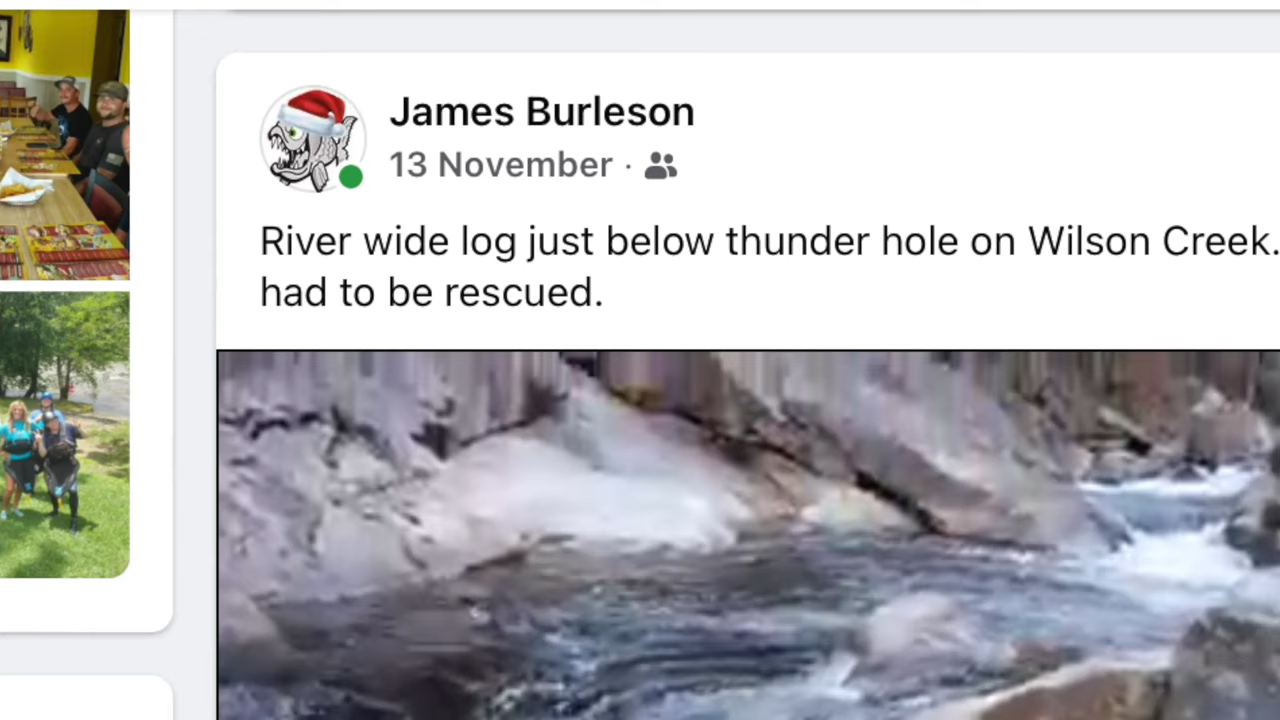 James Burleson
13 November ·
River wide log just below thunder hole on Wilson Creek.
had to be rescued.